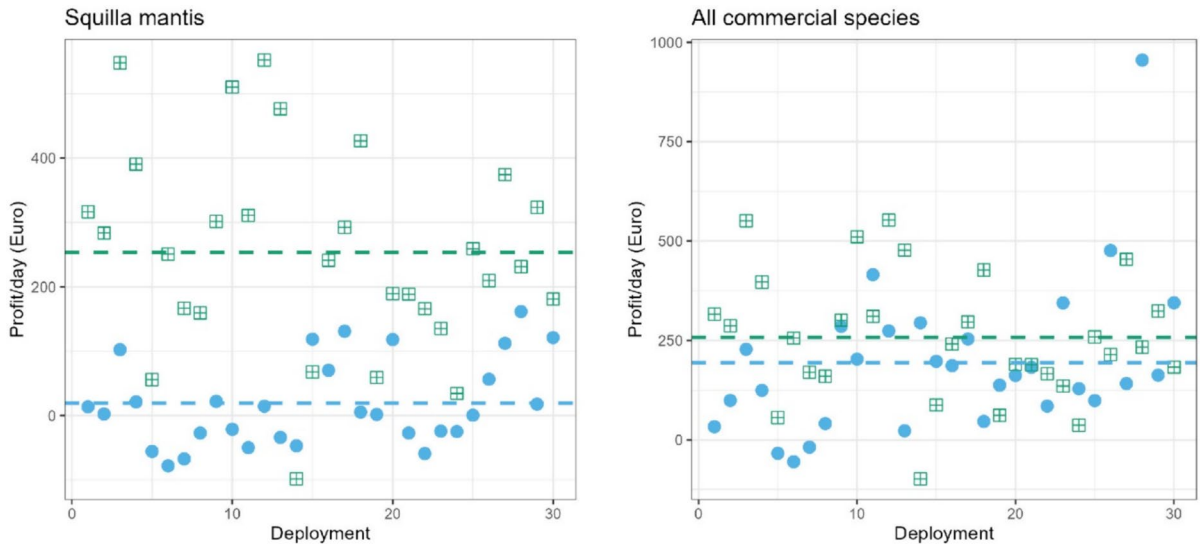 Squilla mantis
Profit/day (Euro)
400
200
0
0
10
20
30
Deployment
All commercial species
Profit/day (Euro)
1000
750
500
250
0
0
10
20
30
Deployment